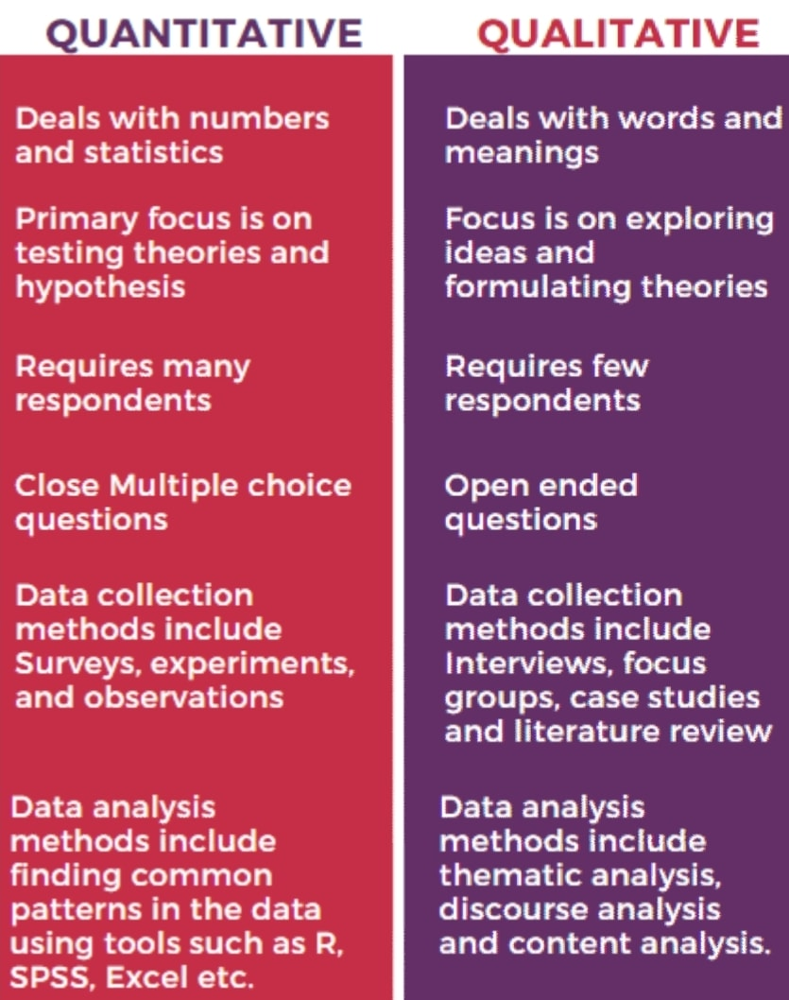 QUANTITATIVE
Deals with numbers
and statistics
Primary focus is on
testing theories and
hypothesis
Requires many
respondents
Close Multiple choice
questions
Data collection
methods include
Surveys, experiments,
and observations
Data analysis
methods include
finding common
patterns in the data
using tools such as R,
SPSS, Excel etc.
QUALITATIVE
Deals with words and
meanings
Focus is on exploring
ideas and
formulating theories
Requires few
respondents
Open ended
questions
Data collection
methods include
Interviews, focus
groups, case studies
and literature review
Data analysis
methods include
thematic analysis,
discourse analysis
and content analysis.